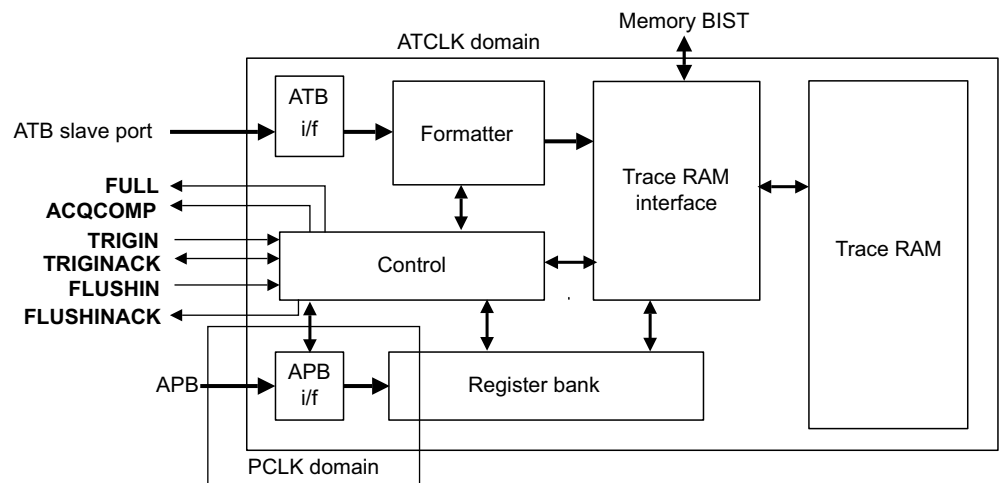 Memory BIST
ATCLK domain
ATB
i/f
ATB slave port
Formatter
Trace RAM
interface
Trace RAM
FULL
ACQCOMP
TRIGIN
TRIGINACK
FLUSHIN
FLUSHINACK
Control
APB
APB
i/f
Register bank
PCLK domain